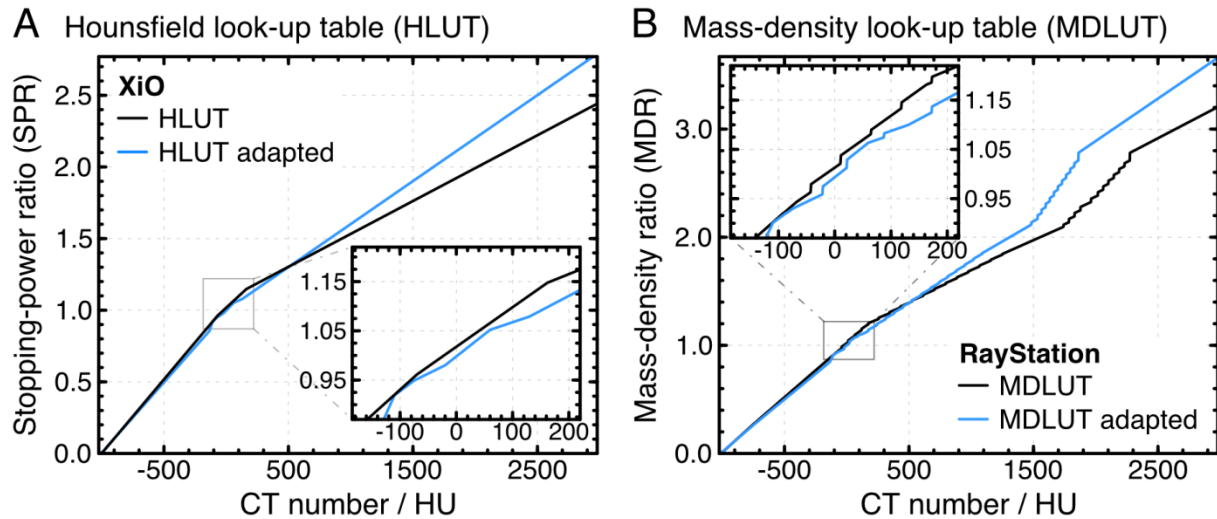 A Hounsfield look-up table (HLUT)
XiO
HLUT
HLUT adapted
Stopping-power ratio (SPR)
2.5
2.0
1.5
1.0
0.5
0.0
1.15
1.05
0.95
-100 0 100 200
-500 500 1500 2500
CT number / HU
B Mass-density look-up table (MDLUT)
Mass-density ratio (MDR)
3.0
2.0
1.0
0.0
1.15
1.05
0.95
-100 0 100 200
RayStation
MDLUT
MDLUT adapted
-500 500 1500 2500
CT number / HU